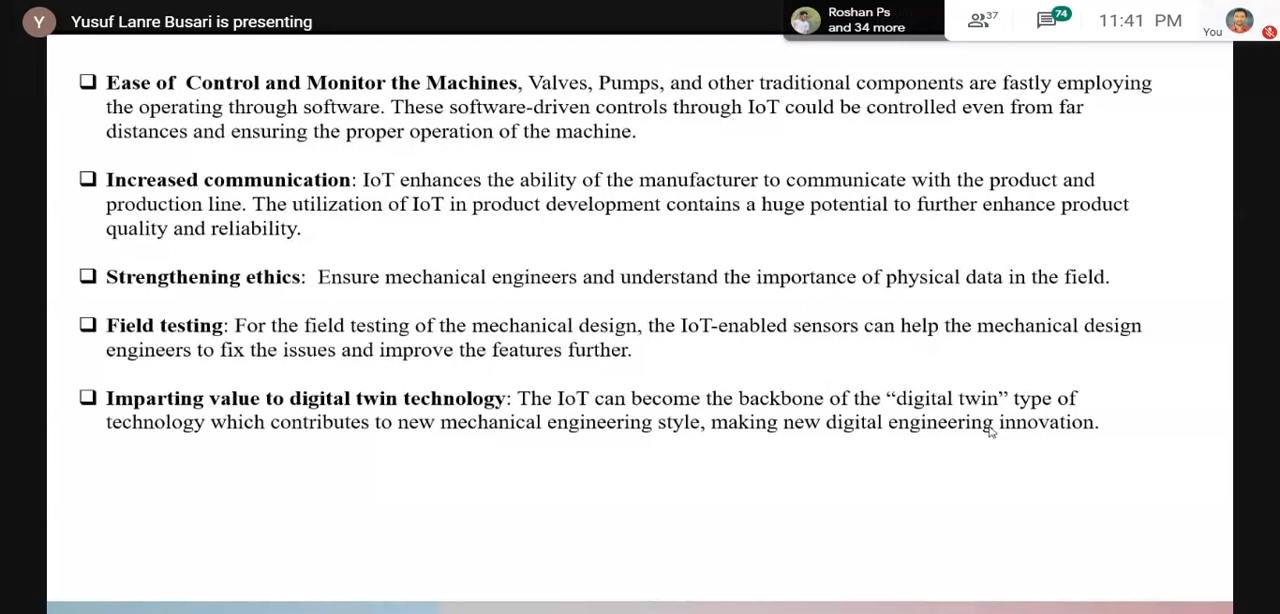 Y Yusuf Lanre Busari is presenting
Roshan Ps
and 34 more
37
74
11:41 PM
You
Ease of Control and Monitor the Machines, Valves, Pumps, and other traditional components are fastly employing
the operating through software. These software-driven controls through IoT could be controlled even from far
distances and ensuring the proper operation of the machine.
Increased communication: IoT enhances the ability of the manufacturer to communicate with the product and
production line. The utilization of IoT in product development contains a huge potential to further enhance product
quality and reliability.
Strengthening ethics: Ensure mechanical engineers and understand the importance of physical data in the field.
Field testing: For the field testing of the mechanical design, the IoT-enabled sensors can help the mechanical design
engineers to fix the issues and improve the features further.
Imparting value to digital twin technology: The IoT can become the backbone of the “digital twin” type of
technology which contributes to new mechanical engineering style, making new digital engineering innovation.